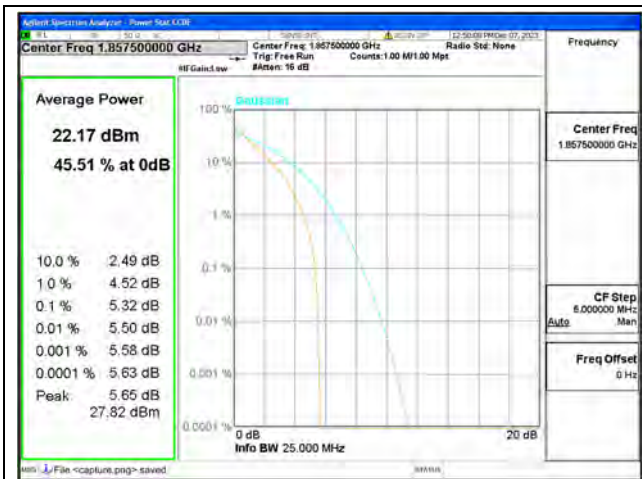 Agilent Spectrum Analyzer - Power Stat CCDF
Center Freq 1.857500000 GHz
Center Freq: 1.857500000 GHz
Trig: Free Run
Counts:1.00 M/1.00 Mpt
Radio Std: None
#IFGain:Low
#Atten: 16 dB
12:50:09 PM Dec 07, 2023
Frequency
Average Power
22.17 dBm
45.51 % at 0dB
10.0 % 2.49 dB
1.0 % 4.52 dB
0.1 % 5.32 dB
0.01 % 5.50 dB
0.001 % 5.58 dB
0.0001 % 5.63 dB
Peak 5.65 dB
27.82 dBm
Gaussian
100 %
10 %
1 %
0.1 %
0.01 %
0.001 %
0.0001 %
0 dB
20 dB
Info BW 25.000 MHz
Center Freq
1.857500000 GHz
CF Step
5.000000 MHz
Auto Man
Freq Offset
0 Hz
MSG
File <capture.png> saved
STATUS